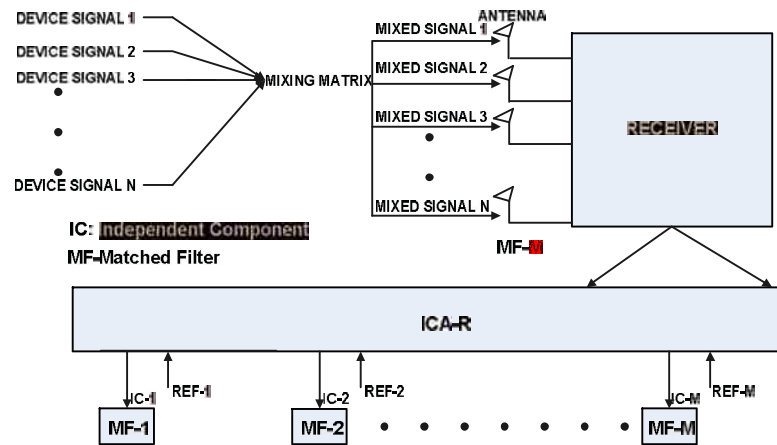 DEVICE SIGNAL 1
DEVICE SIGNAL 2
DEVICE SIGNAL 3
DEVICE SIGNAL N
MIXING MATRIX
ANTENNA
MIXED SIGNAL 1
MIXED SIGNAL 2
MIXED SIGNAL 3
MIXED SIGNAL N
RECEIVER
IC: Independent Component
MF-Matched Filter
MF-M
ICA-R
IC-1
REF-1
IC-2
REF-2
IC-M
REF-M
MF-1
MF-2
MF-M